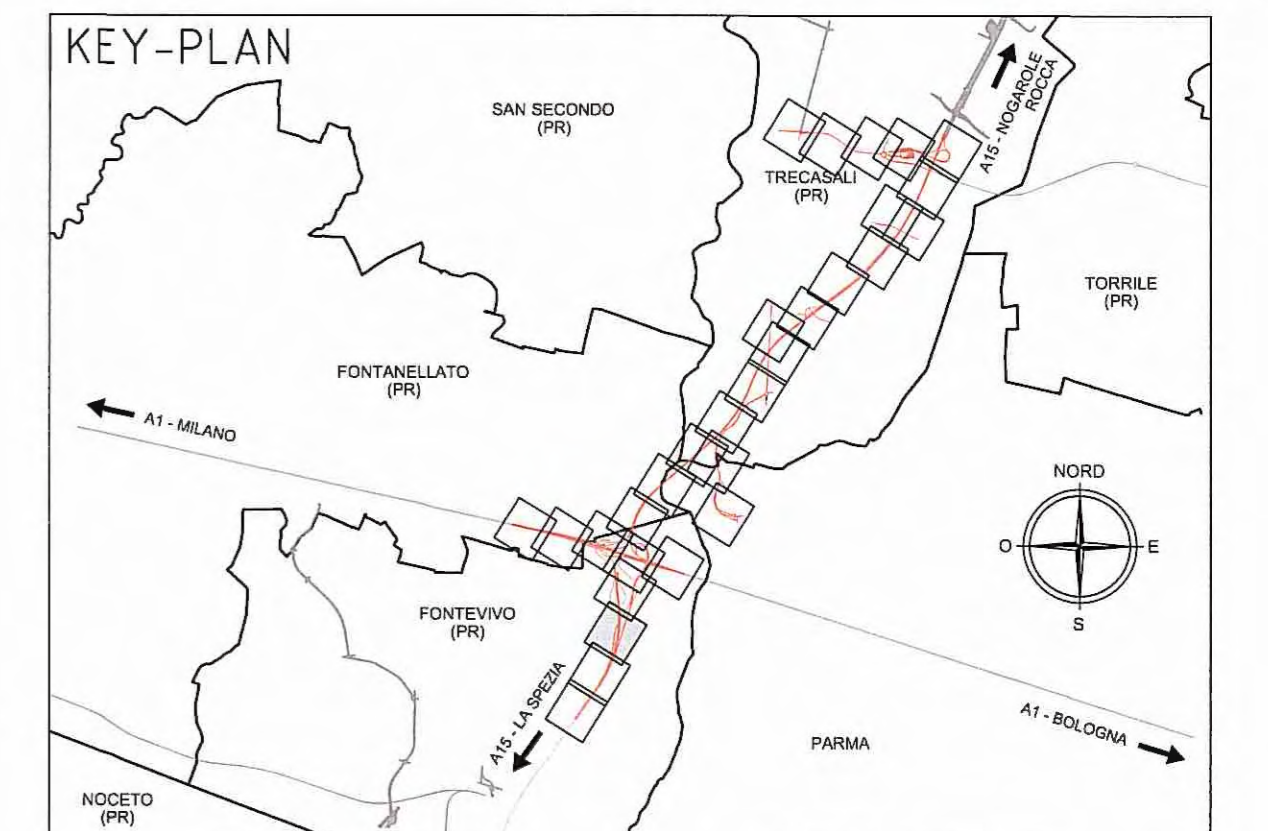 KEY-PLAN
SAN SECONDO
(PR)
A15 - NOGAROLE
ROCCA
TRECASALI
(PR)
TORRILE
(PR)
FONTANELLATO
(PR)
A1 - MILANO
NORD
O
E
S
FONTEVIVO
(PR)
A15 - LA SPEZIA
A1 - BOLOGNA
PARMA
NOCETO
(PR)